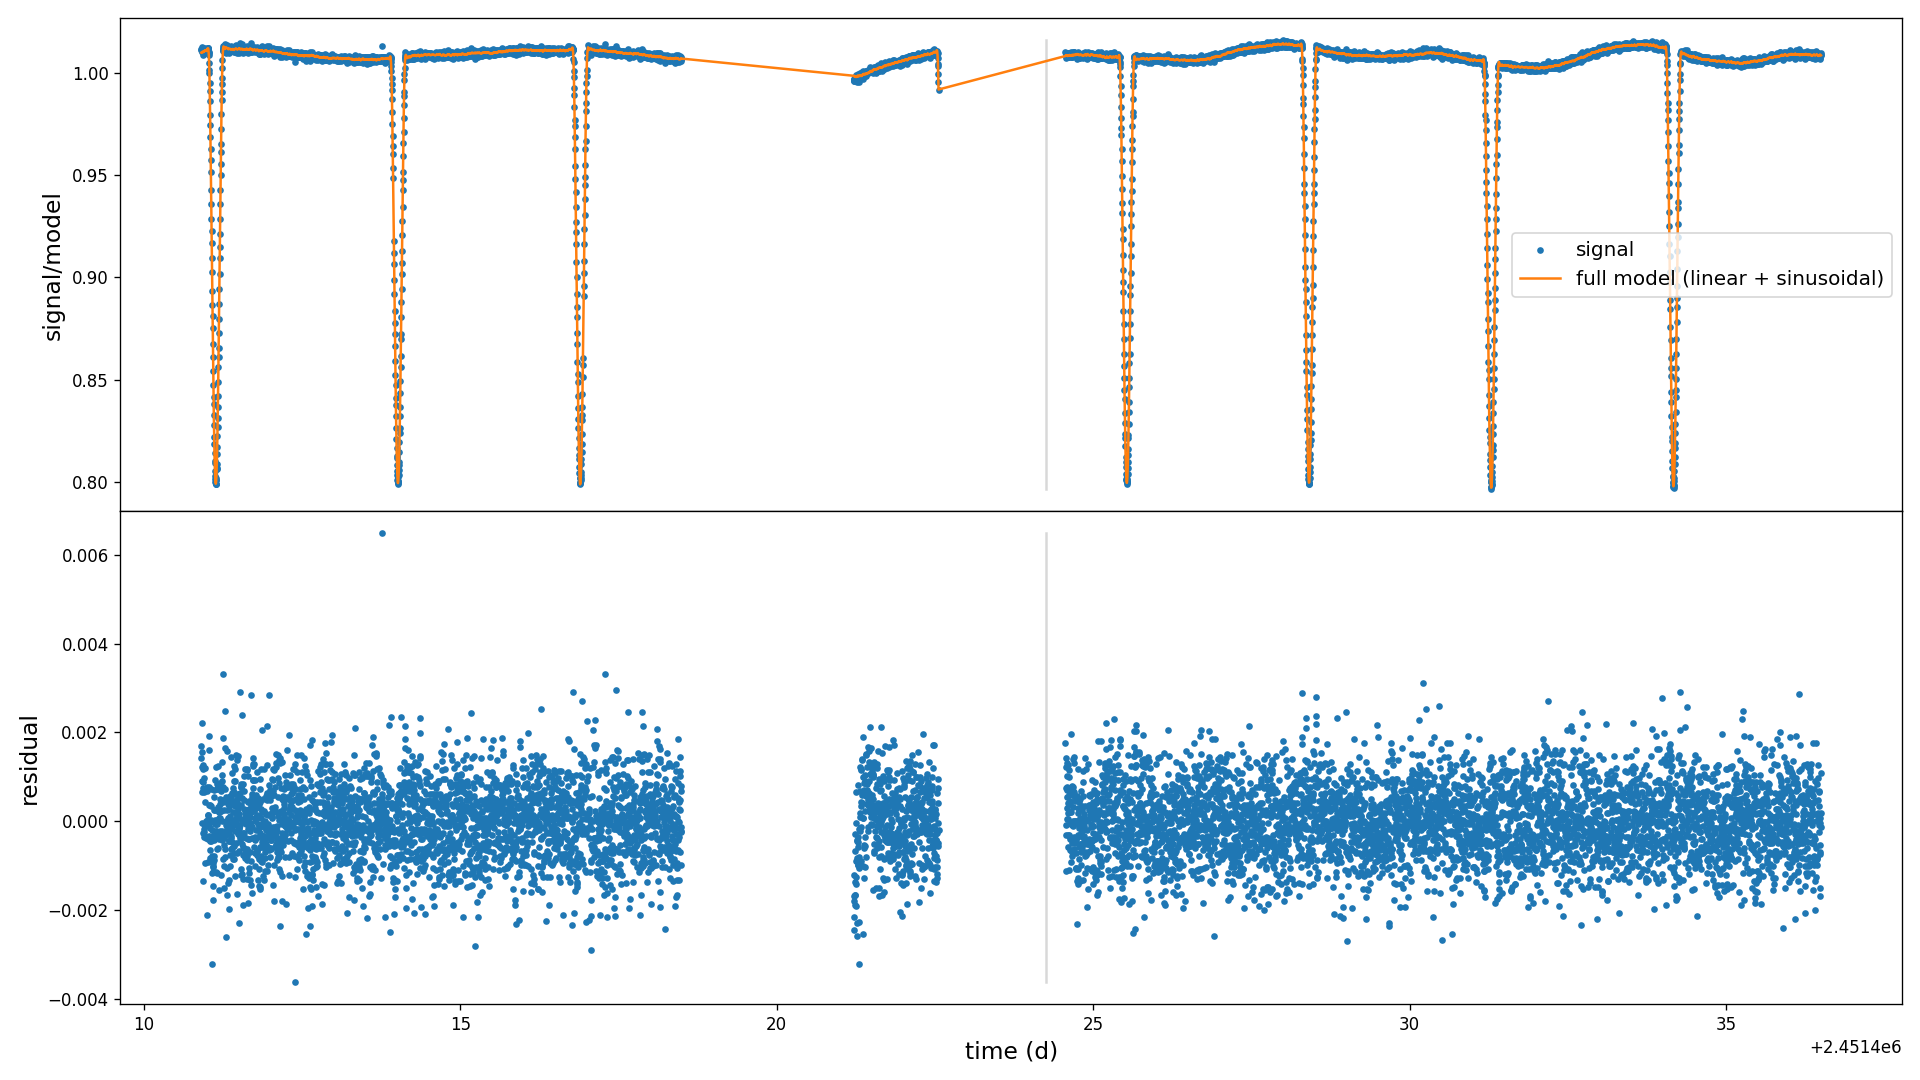 signal/model
1.00
0.95
0.90
0.85
0.80
signal
full model (linear + sinusoidal)
residual
0.006
0.004
0.002
0.000
−0.002
−0.004
10
15
20
25
30
35
time (d)
+2.4514e6